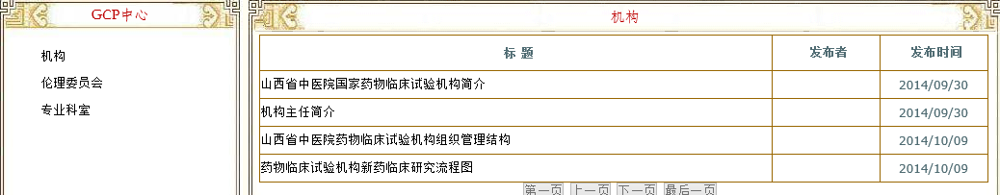 GCP中心
机构
伦理委员会
专业科室
机构
标 题 发布者 发布时间
山西省中医院国家药物临床试验机构简介 2014/09/30
机构主任简介 2014/09/30
山西省中医院药物临床试验机构组织管理结构 2014/10/09
药物临床试验机构新药临床研究流程图 2014/10/09
第一页 上一页 下一页 最后一页